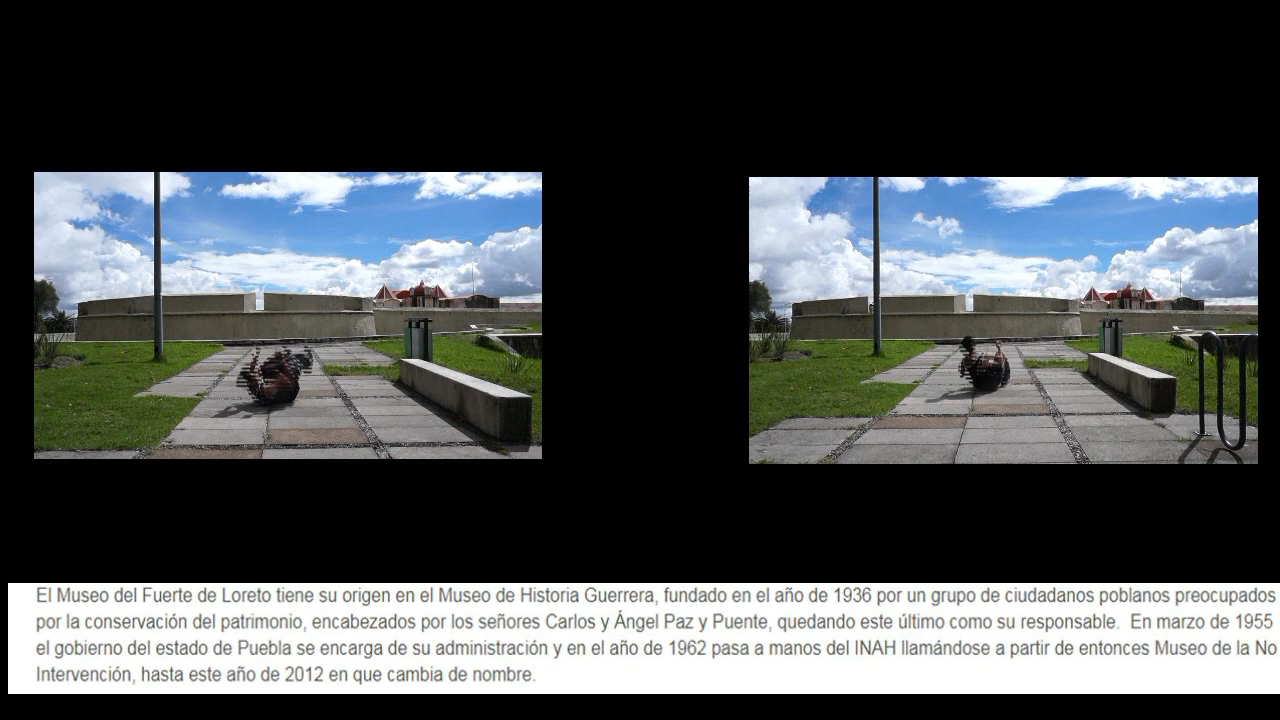 El Museo del Fuerte de Loreto tiene su origen en el Museo de Historia Guerrera, fundado en el año de 1936 por un grupo de ciudadanos poblanos preocupados
por la conservación del patrimonio, encabezados por los señores Carlos y Ángel Paz y Puente, quedando este último como su responsable. En marzo de 1955
el gobierno del estado de Puebla se encarga de su administración y en el año de 1962 pasa a manos del INAH llamándose a partir de entonces Museo de la No
Intervención, hasta este año de 2012 en que cambia de nombre.